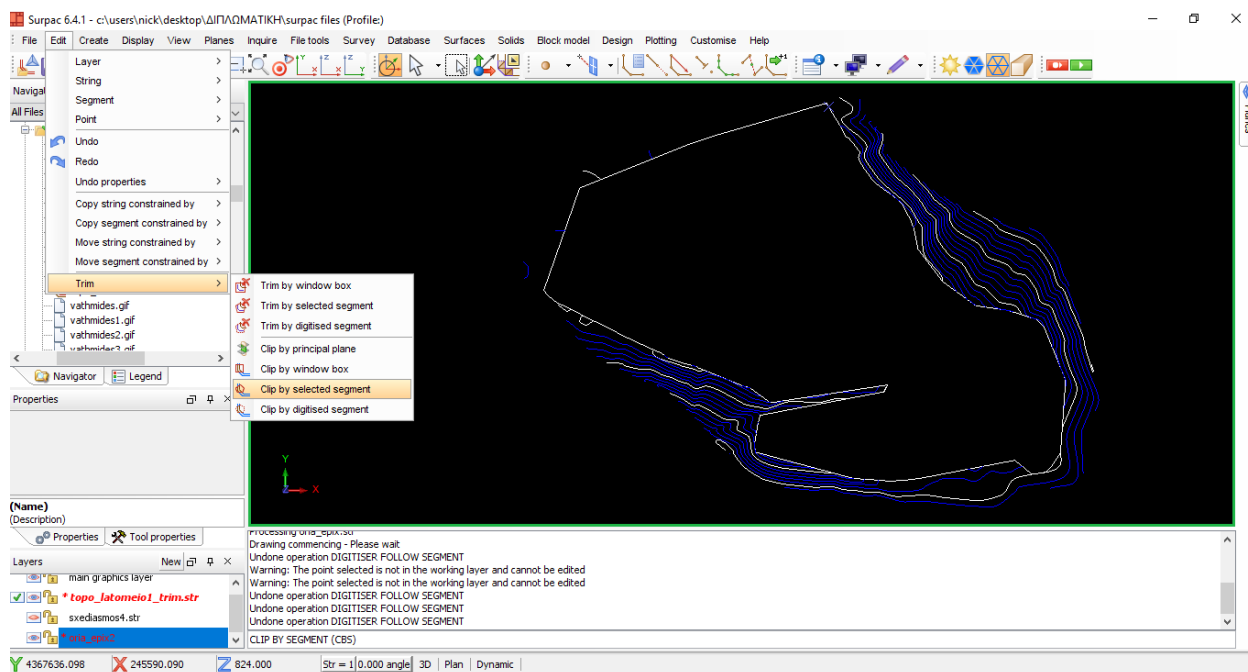 Surpac 6.4.1 - c:\users\nick\desktop\ΔΙΠΛΩΜΑΤΙΚΗ\surpac files (Profile:)
File Edit Create Display View Planes Inquire File tools Survey Database Surfaces Solids Block model Design Plotting Customise Help
Layer
String
Segment
Point
Undo
Redo
Undo properties
Copy string constrained by
Copy segment constrained by
Move string constrained by
Move segment constrained by
Trim
Trim by window box
Trim by selected segment
Trim by digitised segment
Clip by principal plane
Clip by window box
Clip by selected segment
Clip by digitised segment
All Files
vathmides.gif
vathmides1.gif
vathmides2.gif
vathmides3.gif
Navigator Legend
Properties
(Name)
(Description)
Properties Tool properties
Layers New
main graphics layer
* topo_latomeio1_trim.str
sxediasmos4.str
Y
Z X
Processing oria_epix.str
Drawing commencing - Please wait
Undone operation DIGITISER FOLLOW SEGMENT
Warning: The point selected is not in the working layer and cannot be edited
Warning: The point selected is not in the working layer and cannot be edited
Undone operation DIGITISER FOLLOW SEGMENT
Undone operation DIGITISER FOLLOW SEGMENT
Undone operation DIGITISER FOLLOW SEGMENT
CLIP BY SEGMENT (CBS)
Y 4367636.098 X 245590.090 Z 824.000 Str = 1 0.000 angle 3D Plan Dynamic